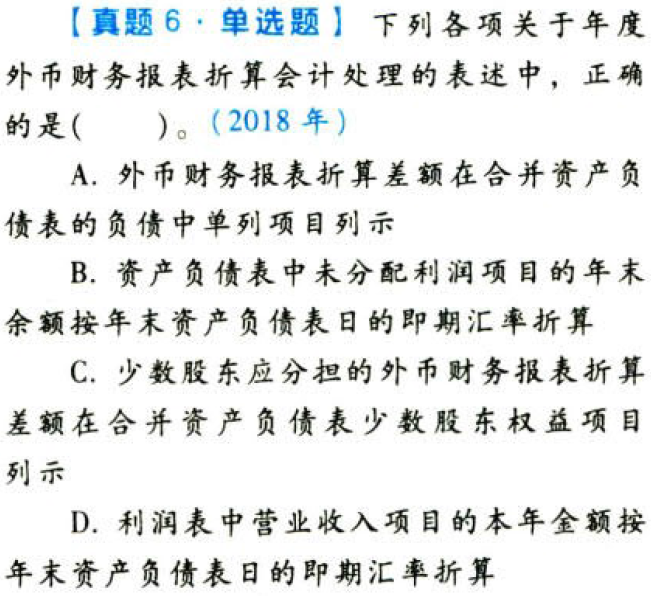 【真题6·单选题】 下列各项关于年度
外币财务报表折算会计处理的表述中，正确
的是(　　)。(2018年)
A. 外币财务报表折算差额在合并资产负
债表的负债中单列项目列示
B. 资产负债表中未分配利润项目的年末
余额按年末资产负债表日的即期汇率折算
C. 少数股东应分担的外币财务报表折算
差额在合并资产负债表少数股东权益项目
列示
D. 利润表中营业收入项目的本年金额按
年末资产负债表日的即期汇率折算